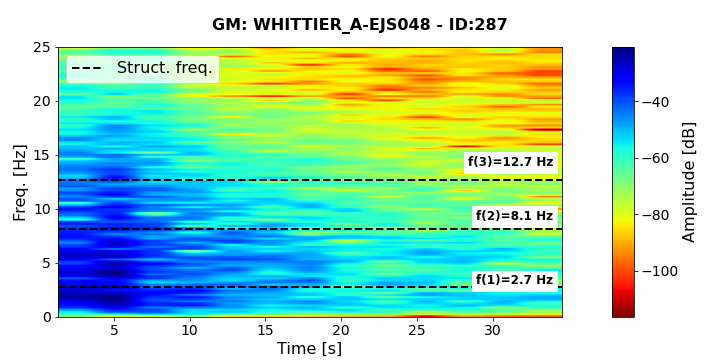 GM: WHITTIER_A-EJS048 - ID:287
25
20
15
10
5
0
Freq. [Hz]
Struct. freq.
f(3)=12.7 Hz
f(2)=8.1 Hz
f(1)=2.7 Hz
5 10 15 20 25 30
Time [s]
−40
−60
−80
−100
Amplitude [dB]